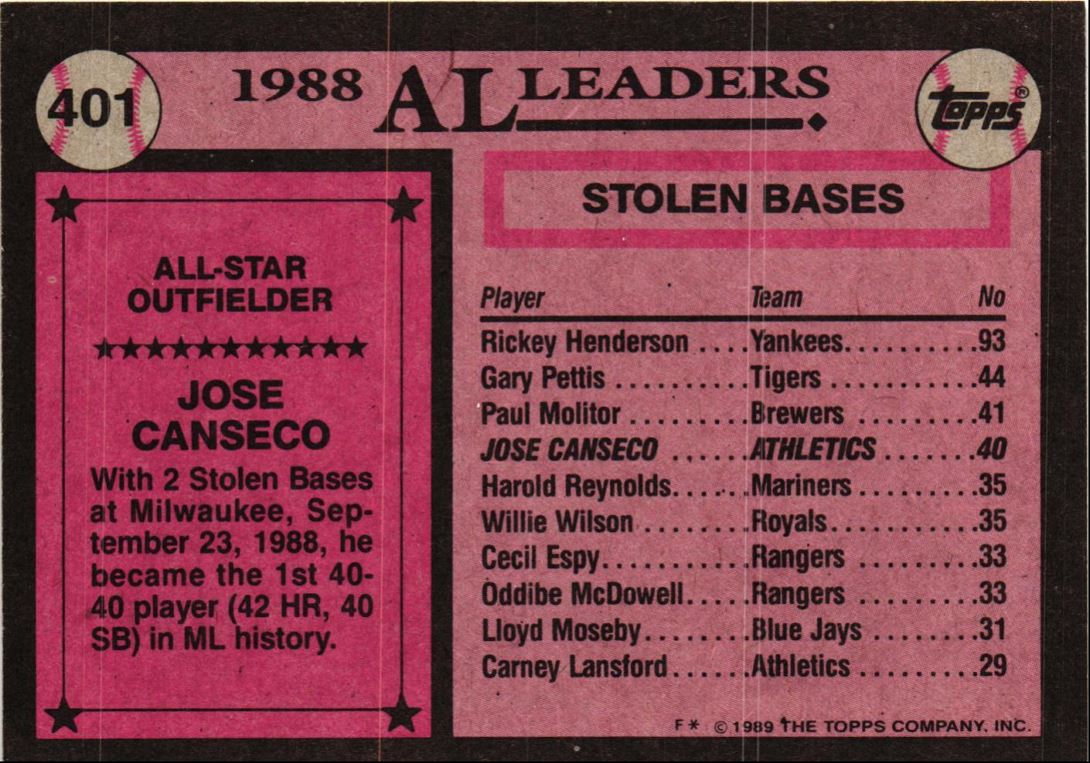 401
1988 AL LEADERS
Topps®
ALL-STAR
OUTFIELDER
JOSE
CANSECO
With 2 Stolen Bases
at Milwaukee, Sep-
tember 23, 1988, he
became the 1st 40-
40 player (42 HR, 40
SB) in ML history.
STOLEN BASES
Player Team No
Rickey Henderson ....Yankees..........93
Gary Pettis ..........Tigers ...........44
Paul Molitor .........Brewers .........41
JOSE CANSECO ......ATHLETICS .......40
Harold Reynolds......Mariners .........35
Willie Wilson ........Royals...........35
Cecil Espy...........Rangers .........33
Oddibe McDowell.....Rangers .........33
Lloyd Moseby........Blue Jays ........31
Carney Lansford......Athletics .........29
F* © 1989 THE TOPPS COMPANY, INC.